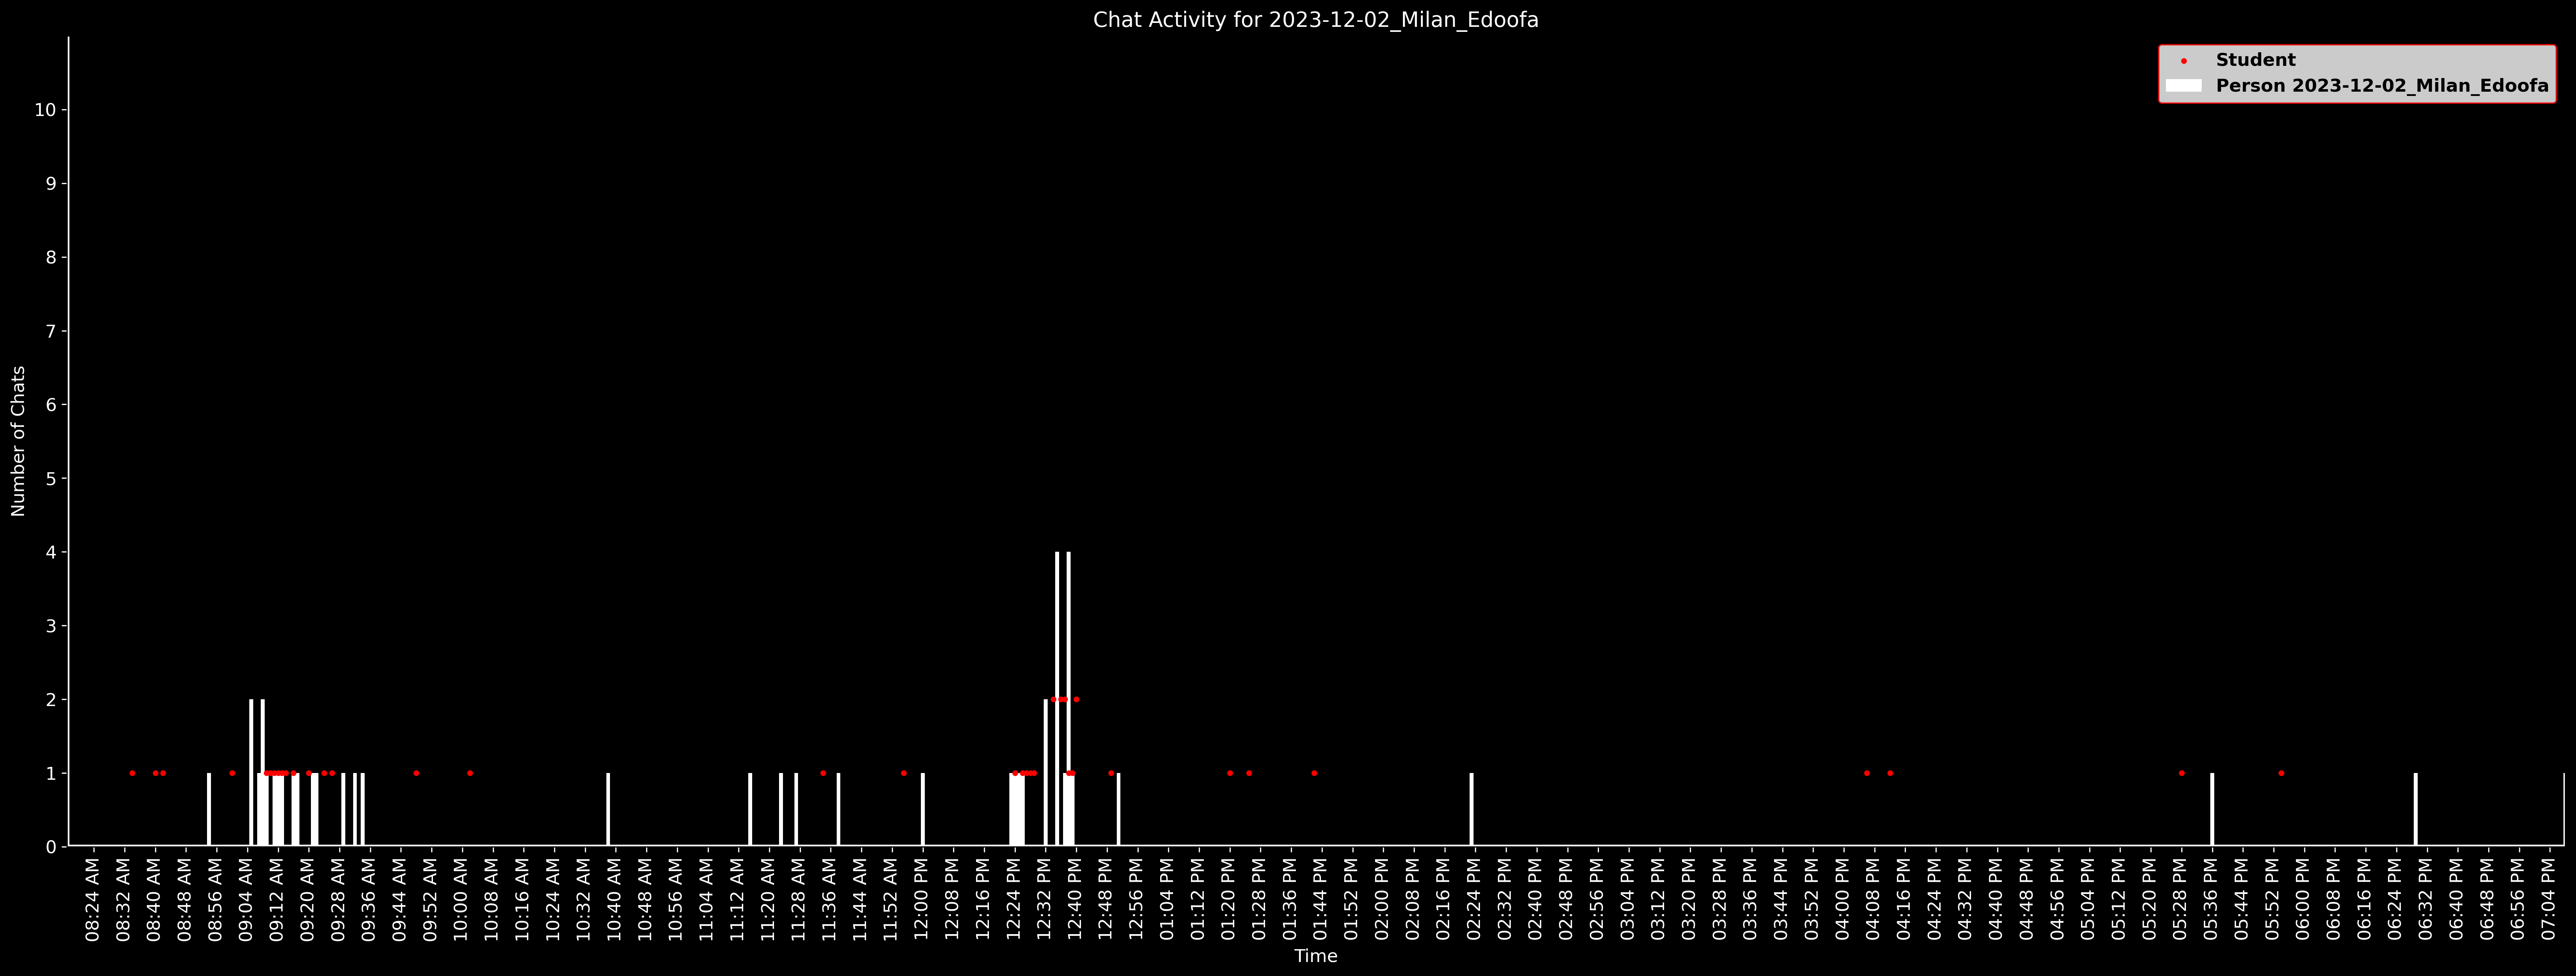 Chat Activity for 2023-12-02_Milan_Edoofa
Student
Person 2023-12-02_Milan_Edoofa
Number of Chats
10
9
8
7
6
5
4
3
2
1
0
08:24 AM
08:32 AM
08:40 AM
08:48 AM
08:56 AM
09:04 AM
09:12 AM
09:20 AM
09:28 AM
09:36 AM
09:44 AM
09:52 AM
10:00 AM
10:08 AM
10:16 AM
10:24 AM
10:32 AM
10:40 AM
10:48 AM
10:56 AM
11:04 AM
11:12 AM
11:20 AM
11:28 AM
11:36 AM
11:44 AM
11:52 AM
12:00 PM
12:08 PM
12:16 PM
12:24 PM
12:32 PM
12:40 PM
12:48 PM
12:56 PM
01:04 PM
01:12 PM
01:20 PM
01:28 PM
01:36 PM
01:44 PM
01:52 PM
02:00 PM
02:08 PM
02:16 PM
02:24 PM
02:32 PM
02:40 PM
02:48 PM
02:56 PM
03:04 PM
03:12 PM
03:20 PM
03:28 PM
03:36 PM
03:44 PM
03:52 PM
04:00 PM
04:08 PM
04:16 PM
04:24 PM
04:32 PM
04:40 PM
04:48 PM
04:56 PM
05:04 PM
05:12 PM
05:20 PM
05:28 PM
05:36 PM
05:44 PM
05:52 PM
06:00 PM
06:08 PM
06:16 PM
06:24 PM
06:32 PM
06:40 PM
06:48 PM
06:56 PM
07:04 PM
Time